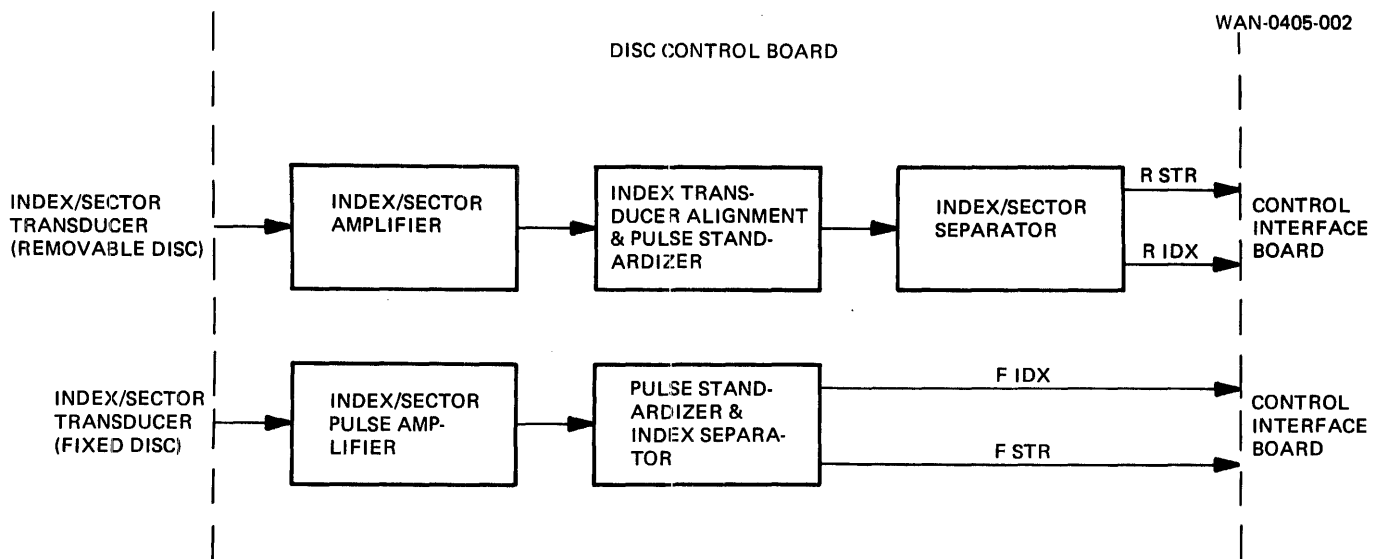 WAN-0405-002
DISC CONTROL BOARD
INDEX/SECTOR
TRANSDUCER
(REMOVABLE DISC)
INDEX/SECTOR
AMPLIFIER
INDEX TRANS-
DUCER ALIGNMENT
& PULSE STAND-
ARDIZER
INDEX/SECTOR
SEPARATOR
R STR
R IDX
CONTROL
INTERFACE
BOARD
INDEX/SECTOR
TRANSDUCER
(FIXED DISC)
INDEX/SECTOR
PULSE AMP-
LIFIER
PULSE STAND-
ARDIZER &
INDEX SEPARA-
TOR
F IDX
F STR
CONTROL
INTERFACE
BOARD